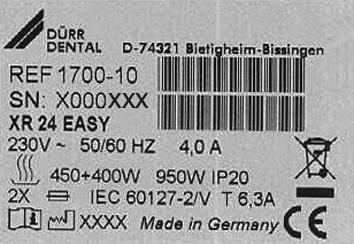 DÜRR
DENTAL D-74321 Bietigheim-Bissingen
REF 1700-10
SN: X000XXX
XR 24 EASY
230V ~ 50/60 HZ 4,0 A
450+400W 950W IP20
2X IEC 60127-2/V T 6,3A
XXXX Made in Germany CE